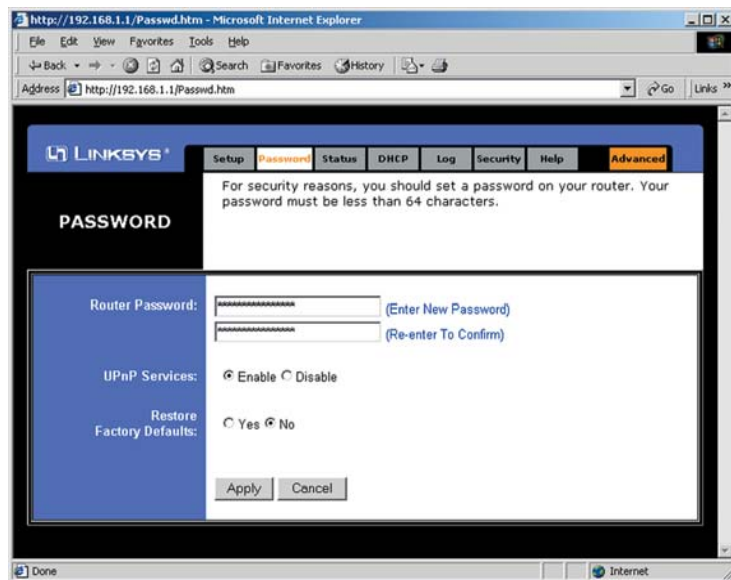 http://192.168.1.1/Passwd.htm - Microsoft Internet Explorer
File Edit View Favorites Tools Help
Back Search Favorites History
Address http://192.168.1.1/Passwd.htm Go Links »
LINKSYS®
Setup Password Status DHCP Log Security Help Advanced
PASSWORD
For security reasons, you should set a password on your router. Your
password must be less than 64 characters.
Router Password: **************** (Enter New Password)
**************** (Re-enter To Confirm)
UPnP Services: Enable Disable
Restore
Factory Defaults: Yes No
Apply Cancel
Done Internet